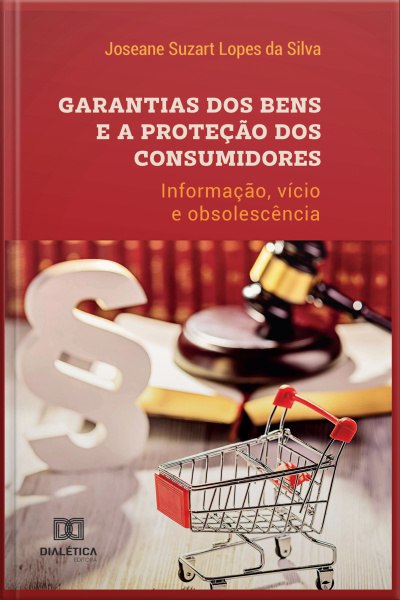 Joseane Suzart Lopes da Silva
GARANTIAS DOS BENS
E A PROTEÇÃO DOS
CONSUMIDORES
Informação, vício
e obsolescência
§
DIALÉTICA
EDITORA